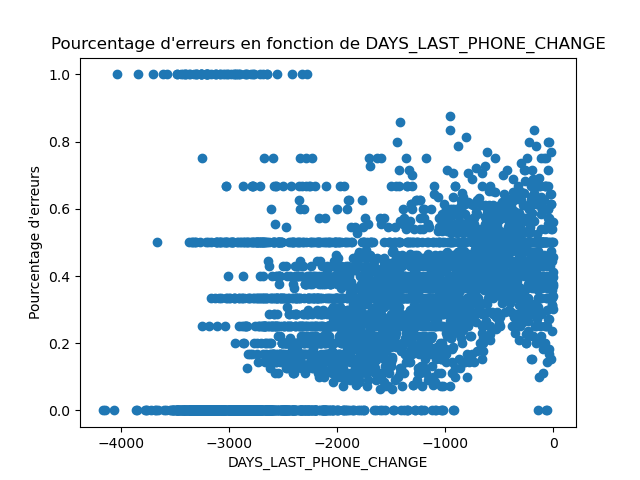 Pourcentage d'erreurs en fonction de DAYS_LAST_PHONE_CHANGE
1.0
0.8
0.6
0.4
0.2
0.0
Pourcentage d'erreurs
−4000 −3000 −2000 −1000 0
DAYS_LAST_PHONE_CHANGE